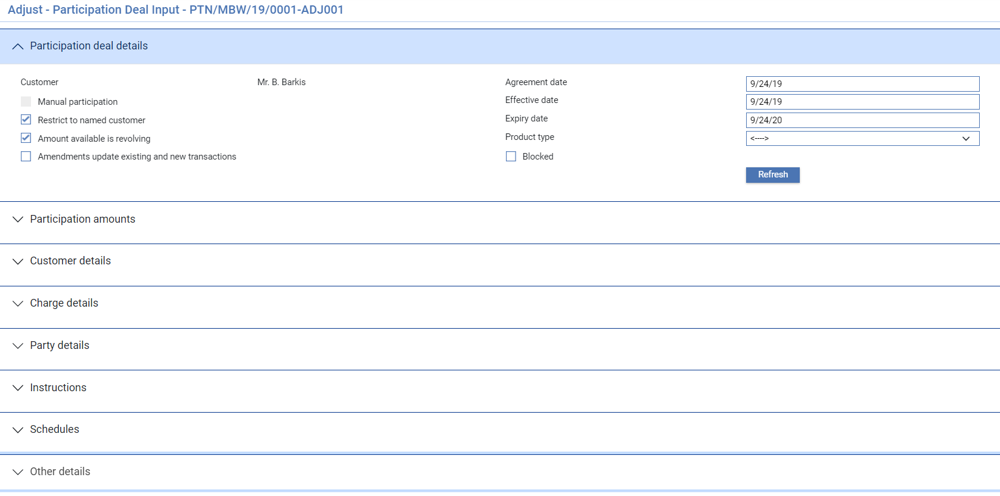 Adjust - Participation Deal Input - PTN/MBW/19/0001-ADJ001
Participation deal details
Customer
Mr. B. Barkis
Manual participation
Restrict to named customer
Amount available is revolving
Amendments update existing and new transactions
Agreement date
9/24/19
Effective date
9/24/19
Expiry date
9/24/20
Product type
<---->
Blocked
Refresh
Participation amounts
Customer details
Charge details
Party details
Instructions
Schedules
Other details